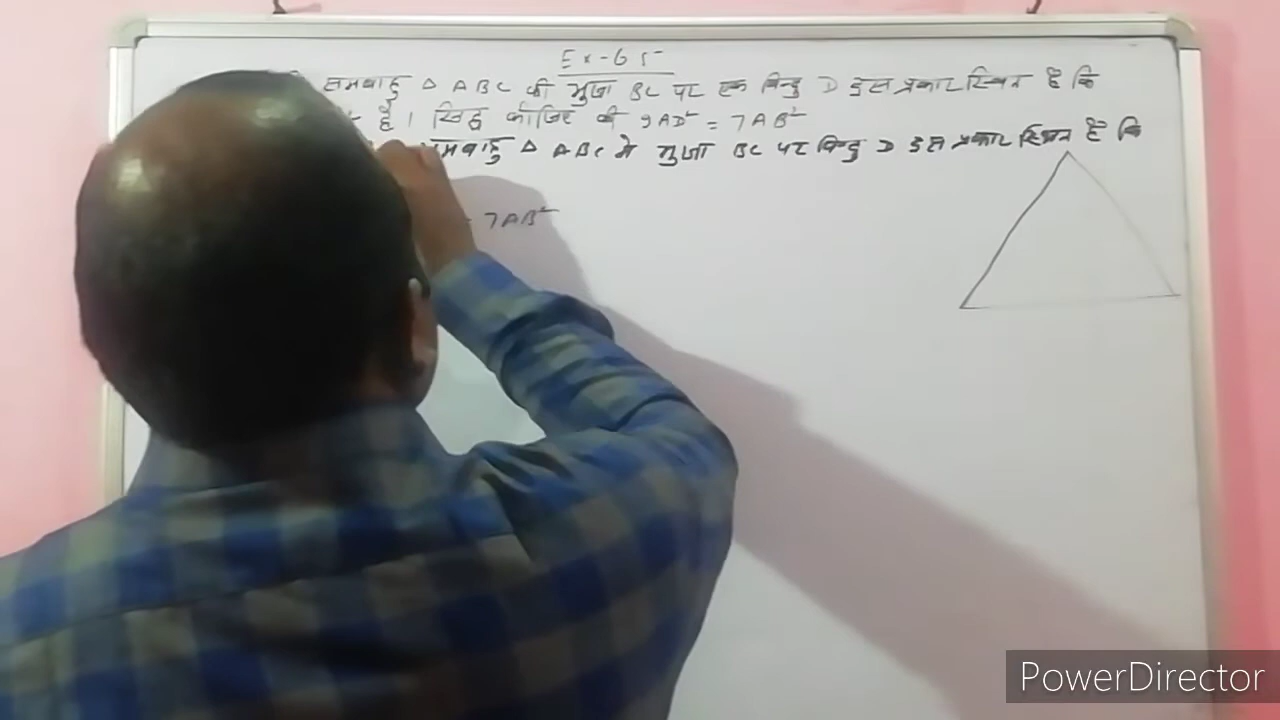 Ex-6.5
समबाहु Δ ABC की भुजा BC पर एक बिन्दु D इस प्रकार स्थित है कि
है। सिद्ध कीजिए की 9AD² = 7AB²
समबाहु Δ ABC मे भुजा BC पर बिन्दु D इस प्रकार स्थित है कि
= 7AB²
PowerDirector